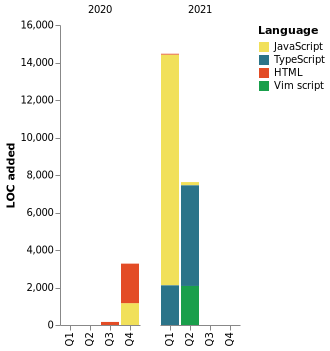 2020 2021
Language
JavaScript
TypeScript
HTML
Vim script
LOC added
16,000
14,000
12,000
10,000
8,000
6,000
4,000
2,000
0
Q1 Q2 Q3 Q4 Q1 Q2 Q3 Q4